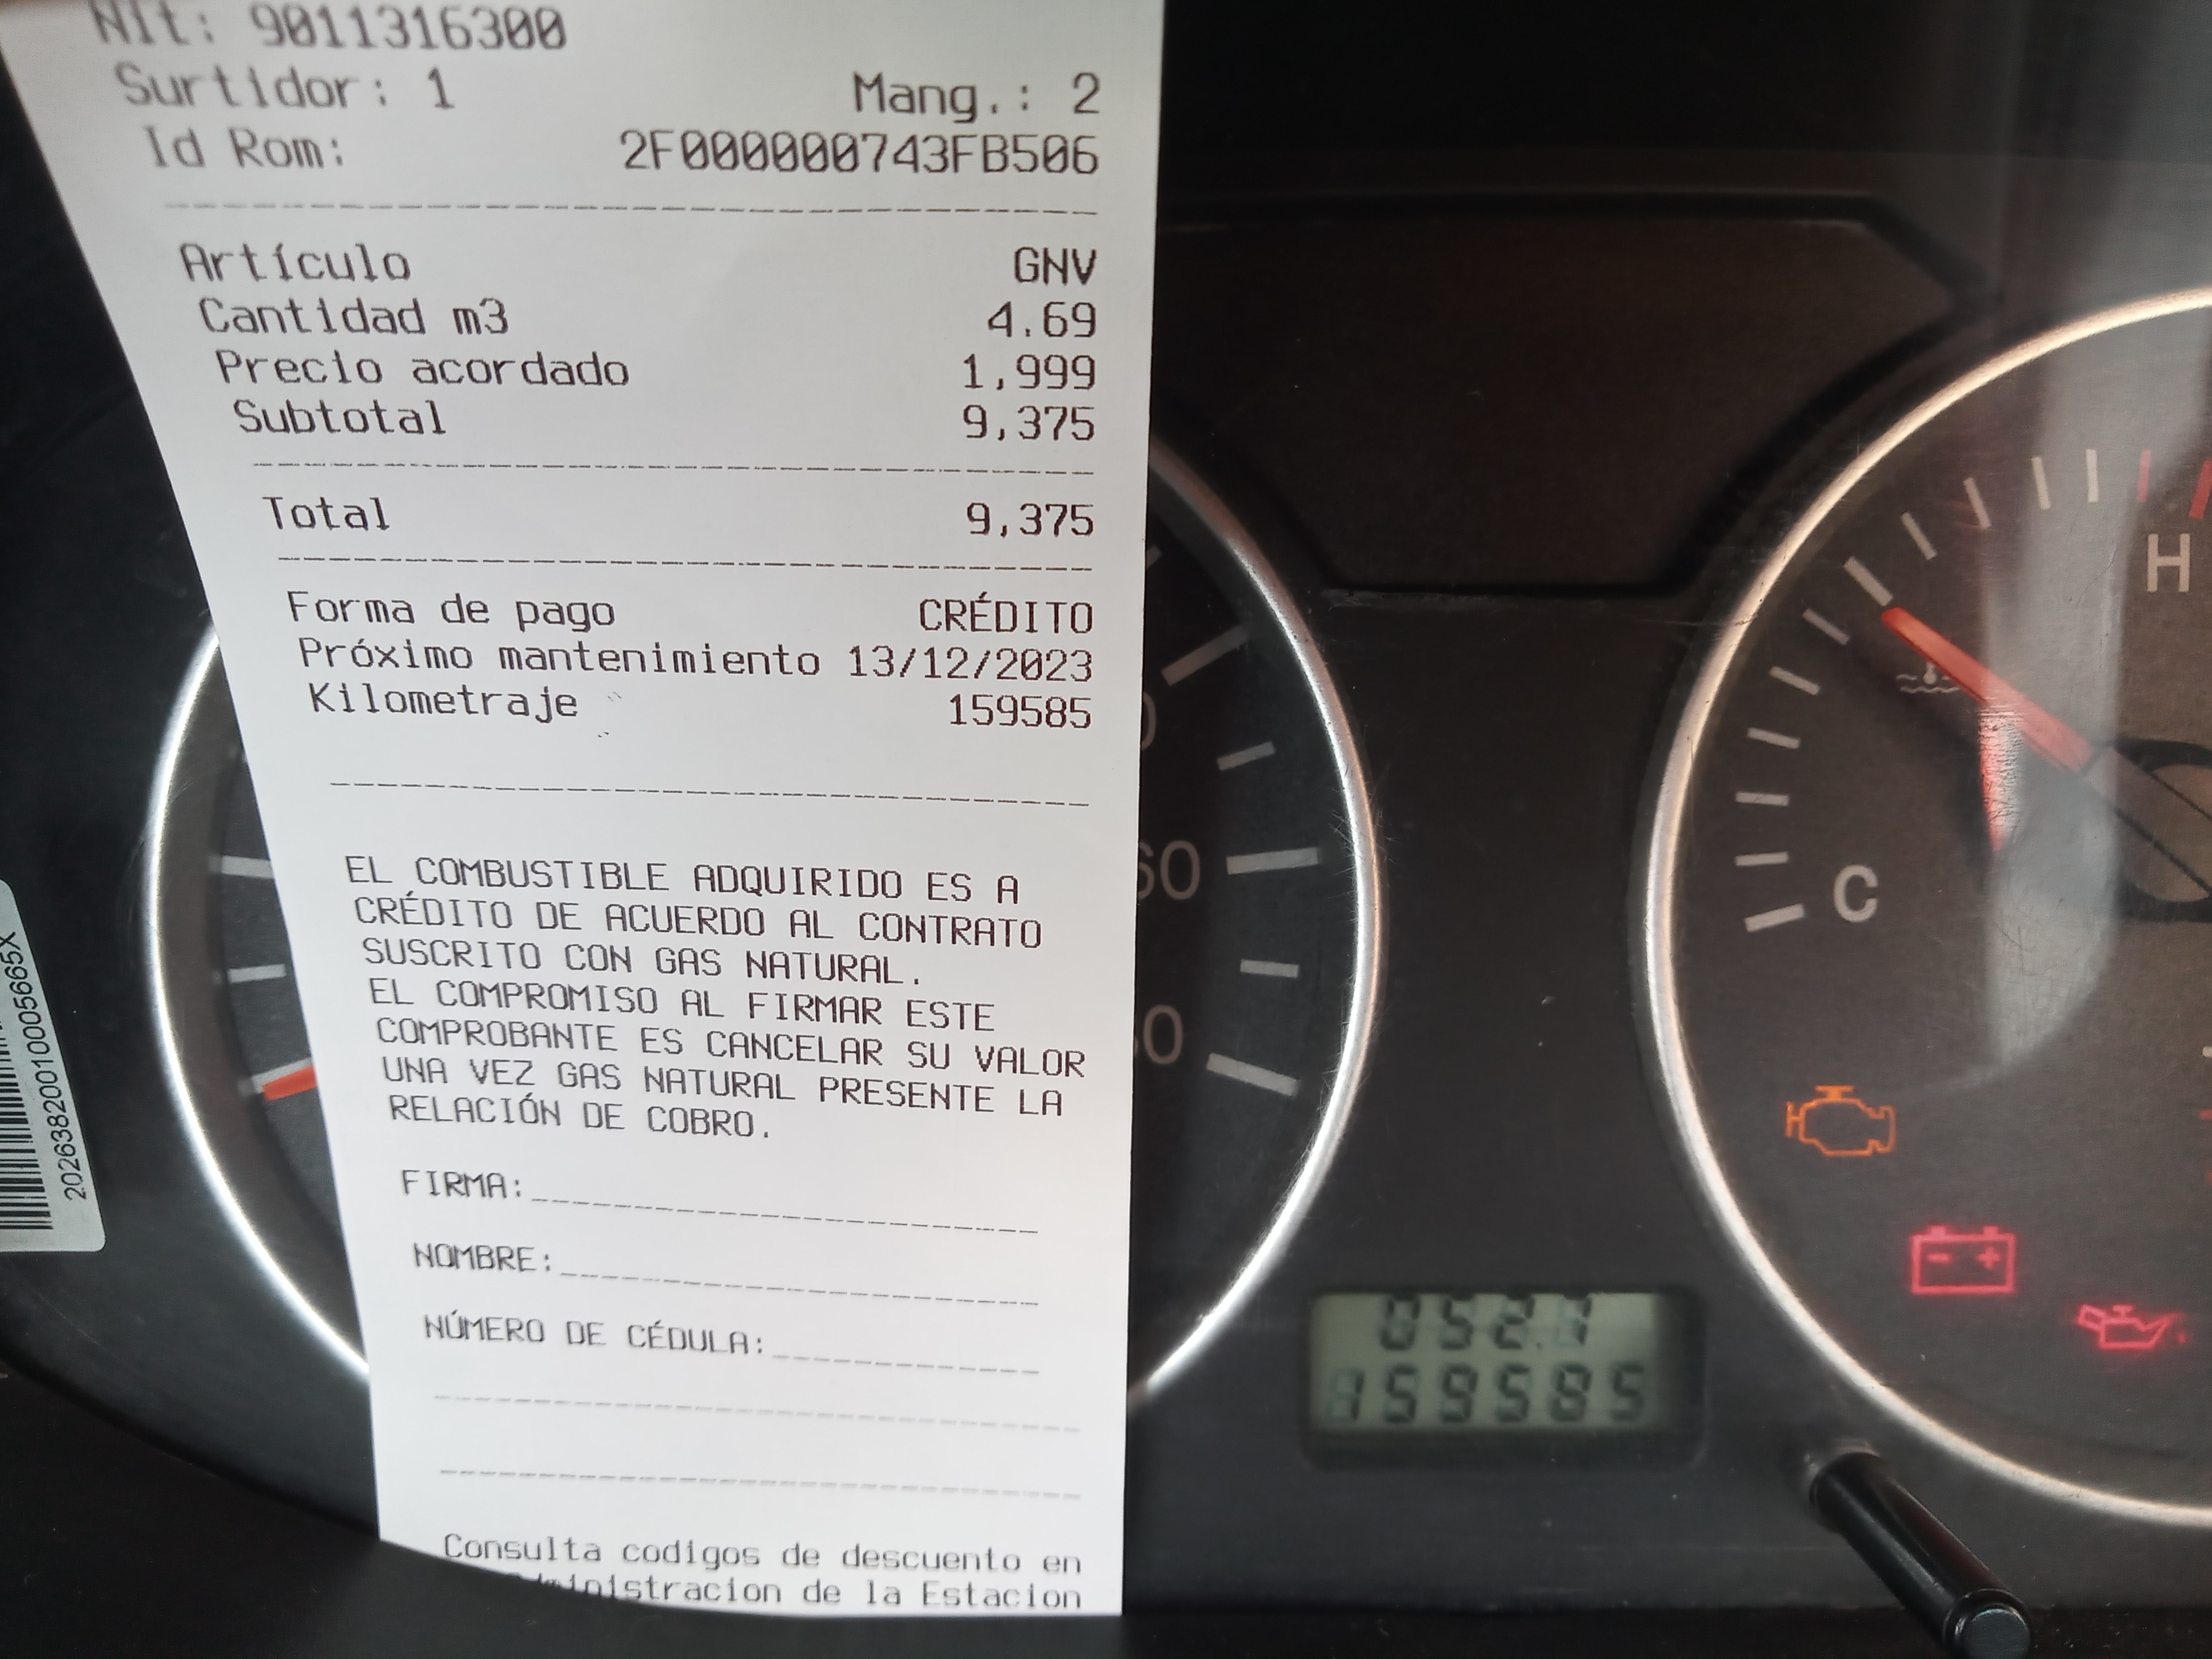 Nit: 9011316300
Surtidor: 1 Mang.: 2
Id Rom: 2F000000743FB506
Artículo GNV
Cantidad m3 4.69
Precio acordado 1,999
Subtotal 9,375
Total 9,375
Forma de pago CRÉDITO
Próximo mantenimiento 13/12/2023
Kilometraje 159585
EL COMBUSTIBLE ADQUIRIDO ES A
CRÉDITO DE ACUERDO AL CONTRATO
SUSCRITO CON GAS NATURAL.
EL COMPROMISO AL FIRMAR ESTE
COMPROBANTE ES CANCELAR SU VALOR
UNA VEZ GAS NATURAL PRESENTE LA
RELACIÓN DE COBRO.
FIRMA:
NOMBRE:
NÚMERO DE CÉDULA:
Consulta codigos de descuento en
de la Estacion
20263820010005665X
H
C
052.1
159585